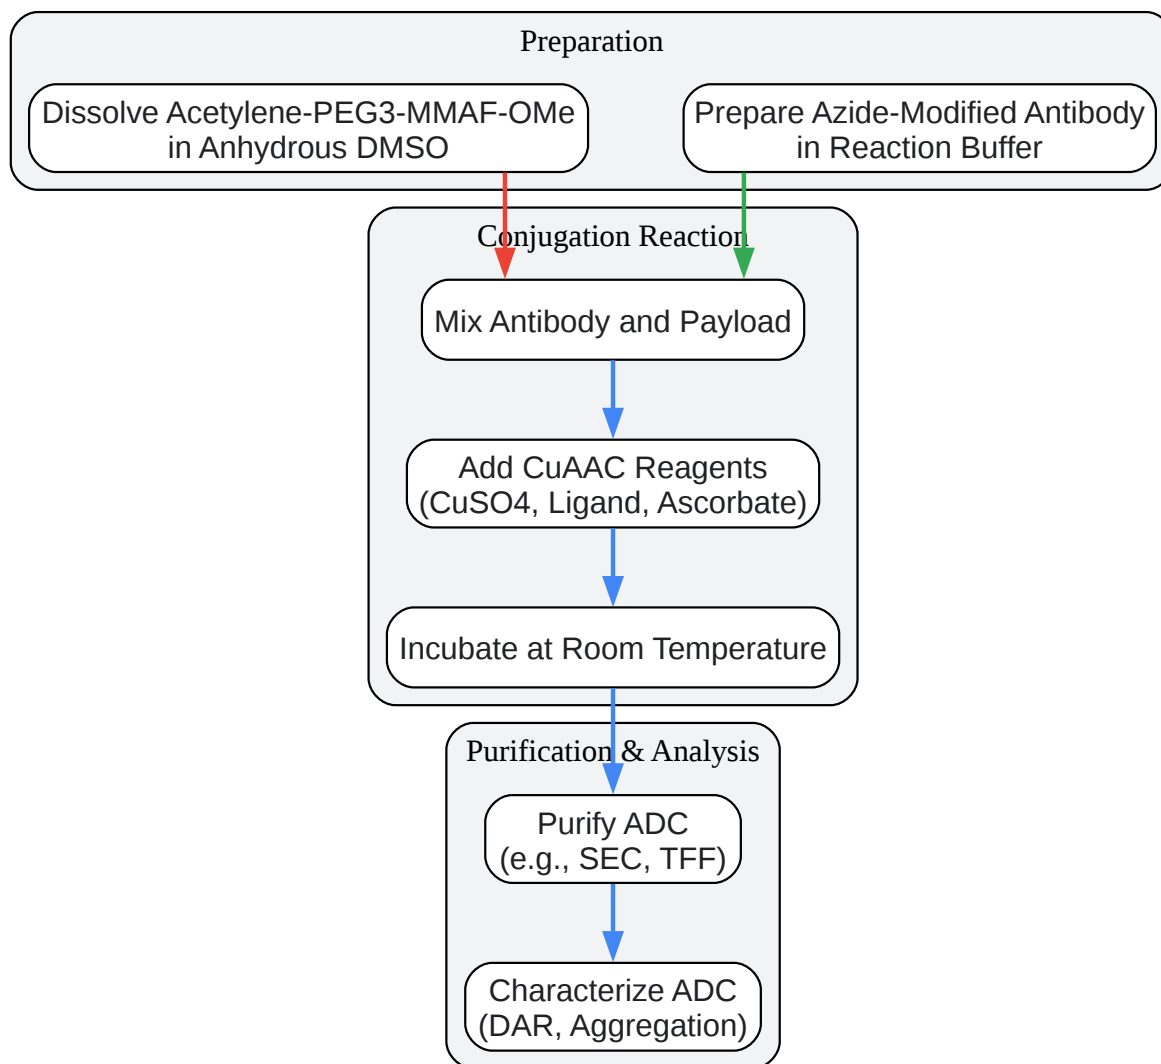 Preparation
Dissolve Acetylene-PEG3-MMAF-OMe
in Anhydrous DMSO
Prepare Azide-Modified Antibody
in Reaction Buffer
Conjugation Reaction
Mix Antibody and Payload
Add CuAAC Reagents
(CuSO4, Ligand, Ascorbate)
Incubate at Room Temperature
Purification & Analysis
Purify ADC
(e.g., SEC, TFF)
Characterize ADC
(DAR, Aggregation)